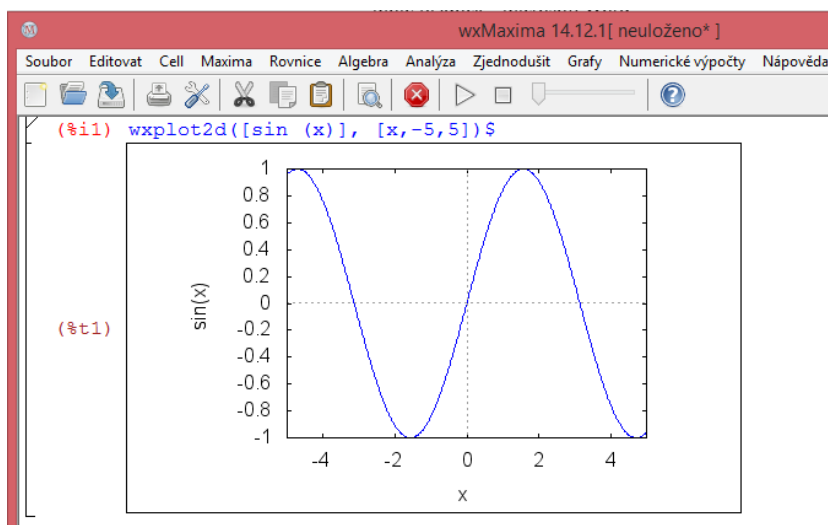 wxMaxima 14.12.1[ neuloženo* ]
Soubor Editovat Cell Maxima Rovnice Algebra Analýza Zjednodušit Grafy Numerické výpočty Nápověda
(%i1) wxplot2d([sin (x)], [x,-5,5])$
1
0.8
0.6
0.4
0.2
0
-0.2
-0.4
-0.6
-0.8
-1
sin(x)
(%t1)
-4 -2 0 2 4
x